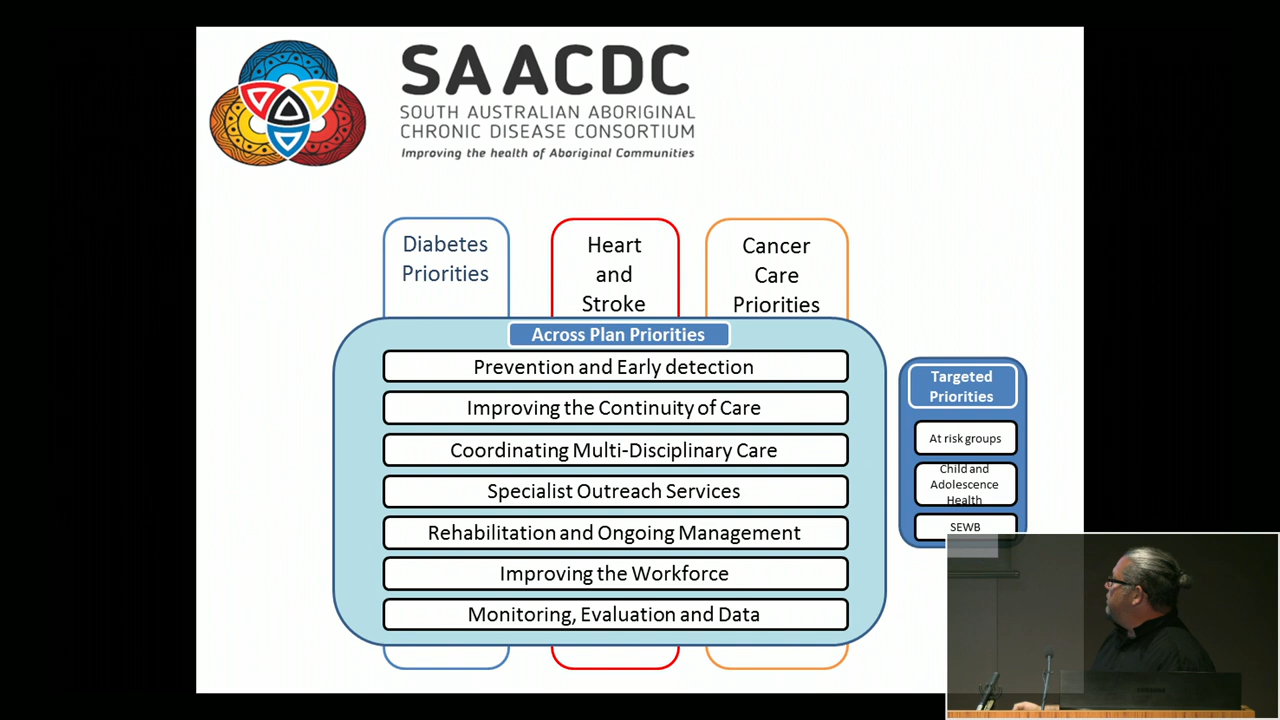 SAACDC
SOUTH AUSTRALIAN ABORIGINAL
CHRONIC DISEASE CONSORTIUM
Improving the health of Aboriginal Communities
Diabetes
Priorities
Heart
and
Stroke
Cancer
Care
Priorities
Across Plan Priorities
Prevention and Early detection
Improving the Continuity of Care
Coordinating Multi-Disciplinary Care
Specialist Outreach Services
Rehabilitation and Ongoing Management
Improving the Workforce
Monitoring, Evaluation and Data
Targeted
Priorities
At risk groups
Child and
Adolescence
Health
SEWB